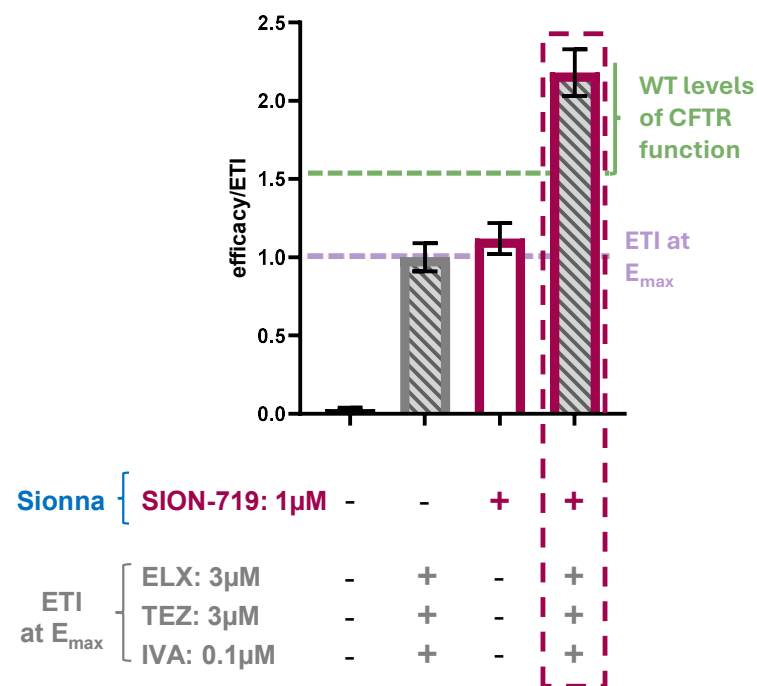 2.5
2.0
1.5
1.0
0.5
0.0
efficacy/ETI
WT levels
of CFTR
function
ETI at
Emax
Sionna
SION-719: 1µM - - + +
ETI
at Emax
ELX: 3µM - + - +
TEZ: 3µM - + - +
IVA: 0.1µM - + - +